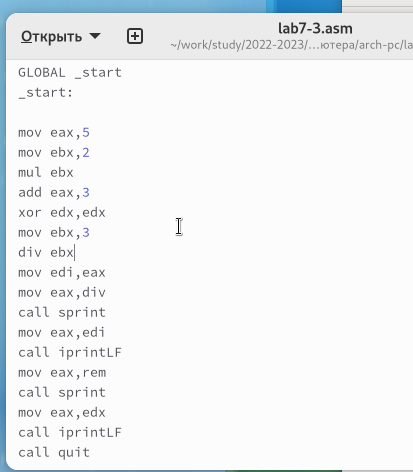 Открыть
lab7-3.asm
~/work/study/2022-2023/...ютера/arch-pc/la
GLOBAL _start
_start:
mov eax,5
mov ebx,2
mul ebx
add eax,3
xor edx,edx
mov ebx,3
div ebx
mov edi,eax
mov eax,div
call sprint
mov eax,edi
call iprintLF
mov eax,rem
call sprint
mov eax,edx
call iprintLF
call quit